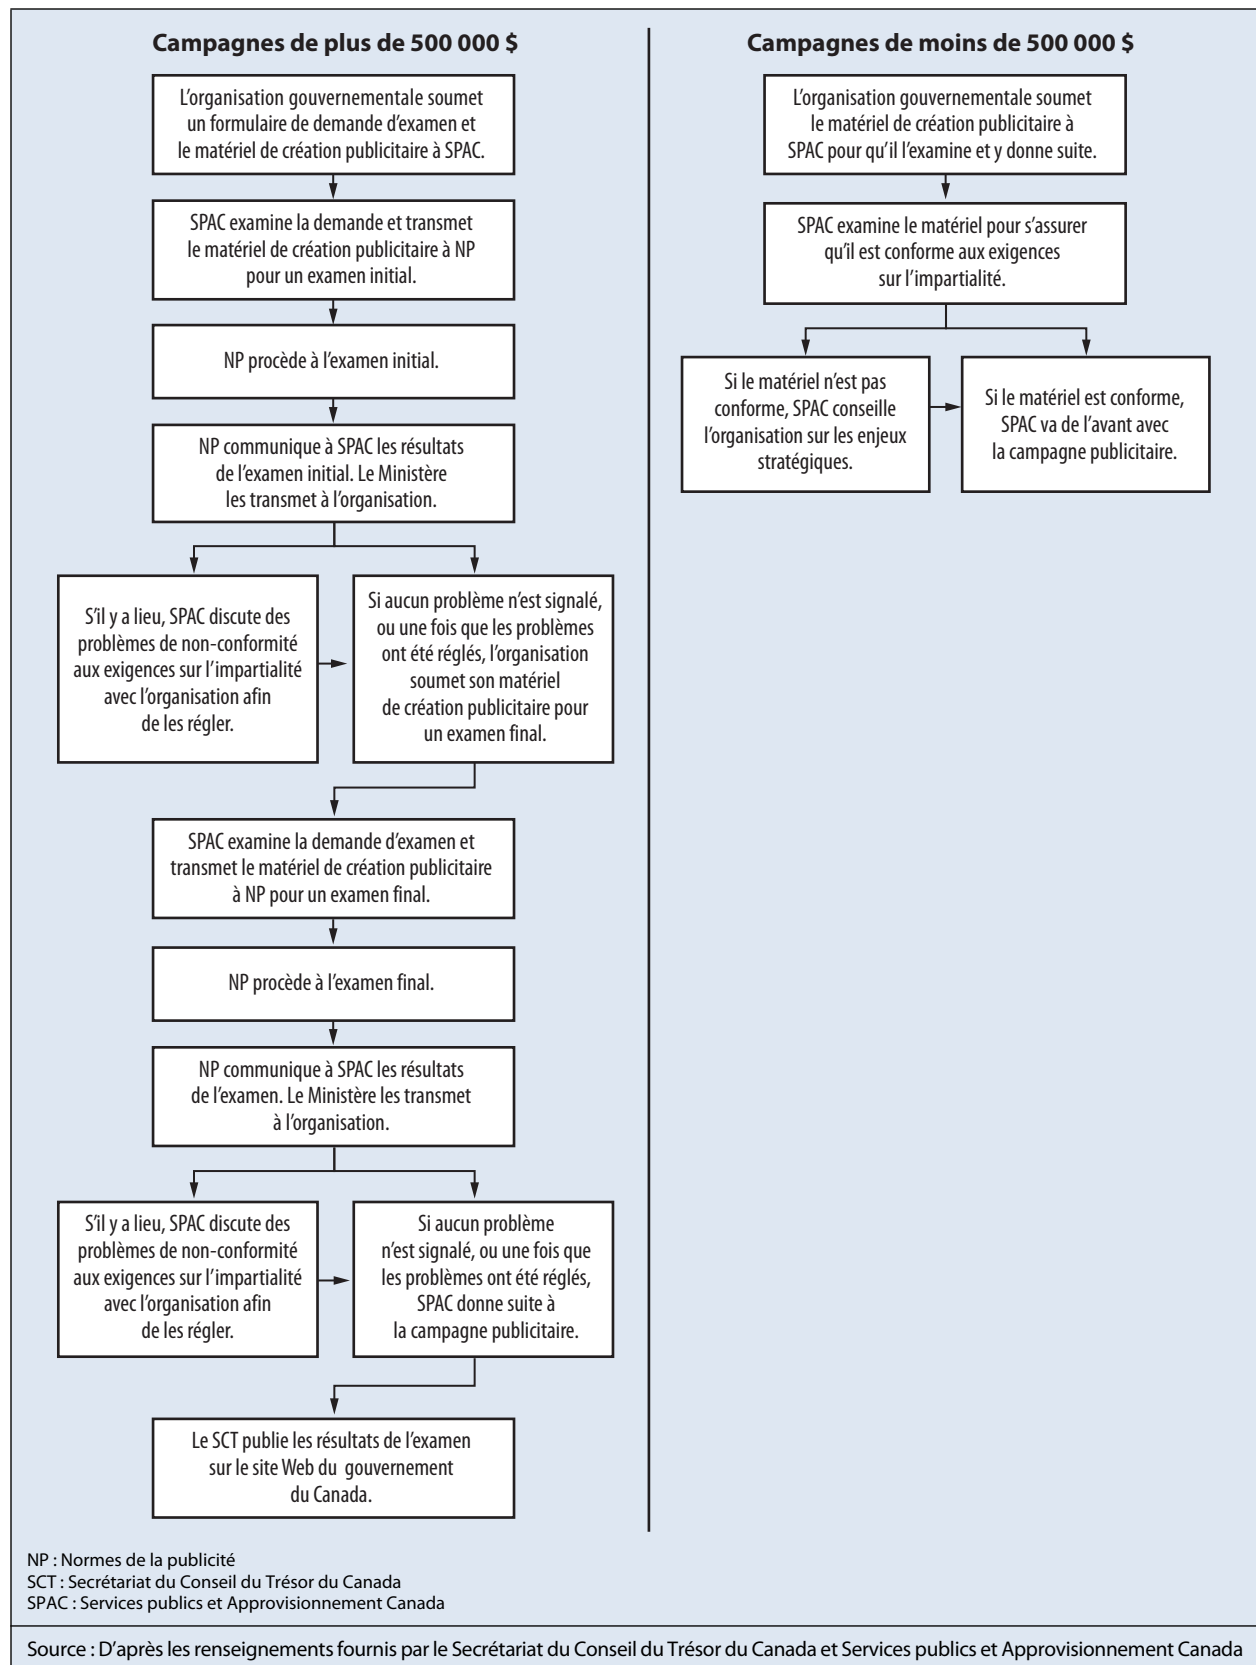 Campagnes de plus de 500 000 $
L'organisation gouvernementale soumet
un formulaire de demande d'examen et
le matériel de création publicitaire à SPAC.
SPAC examine la demande et transmet
le matériel de création publicitaire à NP
pour un examen initial.
NP procède à l'examen initial.
NP communique à SPAC les résultats
de l'examen initial. Le Ministère
les transmet à l'organisation.
S'il y a lieu, SPAC discute des
problèmes de non-conformité
aux exigences sur l'impartialité
avec l'organisation afin
de les régler.
Si aucun problème n'est signalé,
ou une fois que les problèmes
ont été réglés, l'organisation
soumet son matériel
de création publicitaire pour
un examen final.
SPAC examine la demande d'examen et
transmet le matériel de création publicitaire
à NP pour un examen final.
NP procède à l'examen final.
NP communique à SPAC les résultats
de l'examen. Le Ministère les transmet
à l'organisation.
S'il y a lieu, SPAC discute des
problèmes de non-conformité
aux exigences sur l'impartialité
avec l'organisation afin
de les régler.
Si aucun problème
n'est signalé, ou une fois que
les problèmes ont été réglés,
SPAC donne suite à
la campagne publicitaire.
Le SCT publie les résultats de l'examen
sur le site Web du gouvernement
du Canada.
Campagnes de moins de 500 000 $
L'organisation gouvernementale soumet
le matériel de création publicitaire à
SPAC pour qu'il l'examine et y donne suite.
SPAC examine le matériel pour s'assurer
qu'il est conforme aux exigences
sur l'impartialité.
Si le matériel n'est pas
conforme, SPAC conseille
l'organisation sur les enjeux
stratégiques.
Si le matériel est conforme,
SPAC va de l'avant avec
la campagne publicitaire.
NP : Normes de la publicité
SCT : Secrétariat du Conseil du Trésor du Canada
SPAC : Services publics et Approvisionnement Canada
Source : D'après les renseignements fournis par le Secrétariat du Conseil du Trésor du Canada et Services publics et Approvisionnement Canada